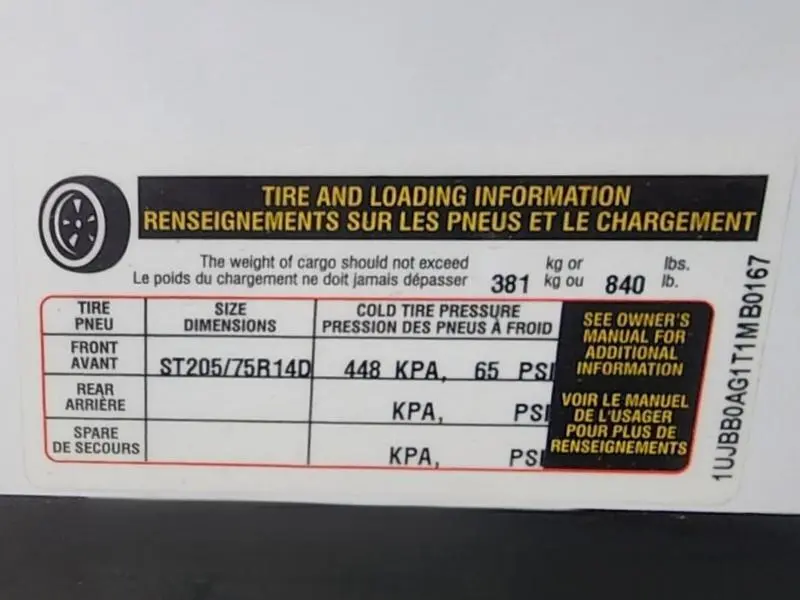 TIRE AND LOADING INFORMATION
RENSEIGNEMENTS SUR LES PNEUS ET LE CHARGEMENT
The weight of cargo should not exceed kg or lbs.
Le poids du chargement ne doit jamais dépasser 381 kg ou 840 lb.
TIRE SIZE COLD TIRE PRESSURE
PNEU DIMENSIONS PRESSION DES PNEUS À FROID
FRONT
AVANT ST205/75R14D 448 KPA, 65 PSI
REAR
ARRIÈRE KPA, PSI
SPARE
DE SECOURS KPA, PSI
SEE OWNER'S
MANUAL FOR
ADDITIONAL
INFORMATION
VOIR LE MANUEL
DE L'USAGER
POUR PLUS DE
RENSEIGNEMENTS
1UJBB0AG1T1MB0167